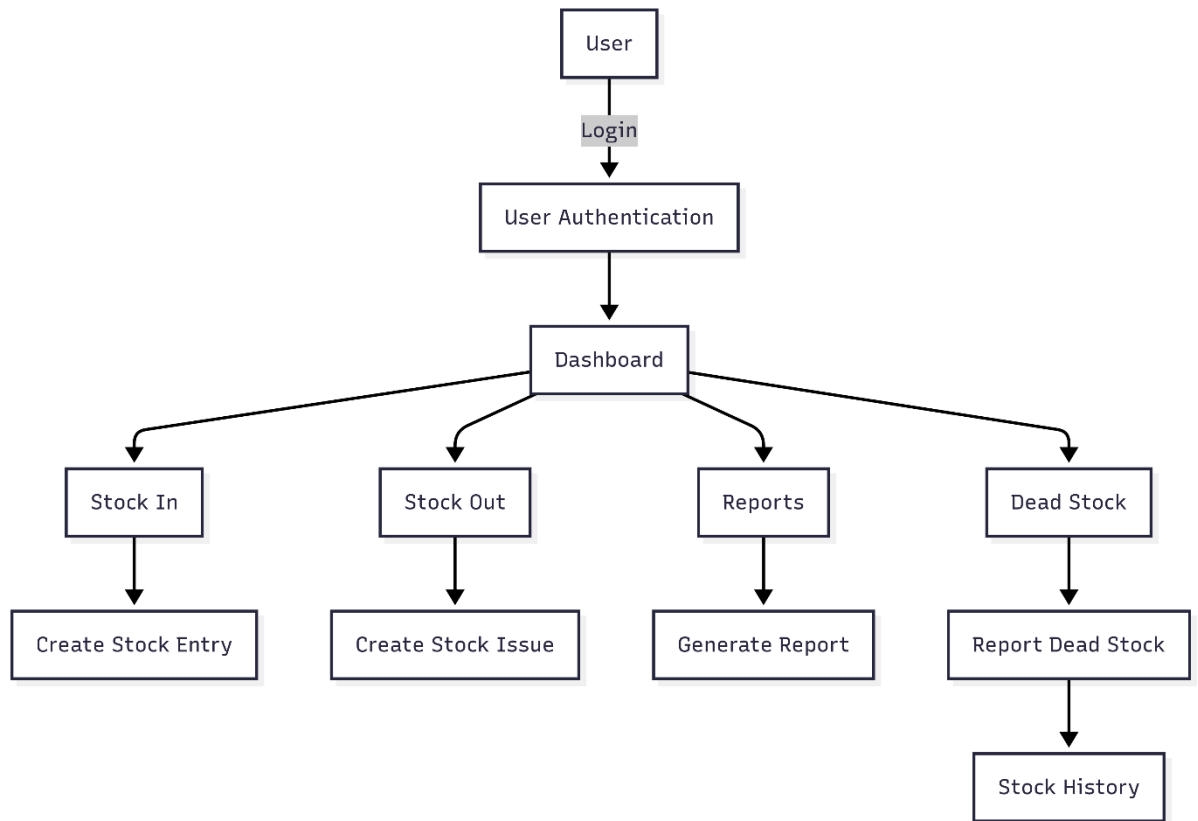 User
Login
User Authentication
Dashboard
Stock In
Stock Out
Reports
Dead Stock
Create Stock Entry
Create Stock Issue
Generate Report
Report Dead Stock
Stock History